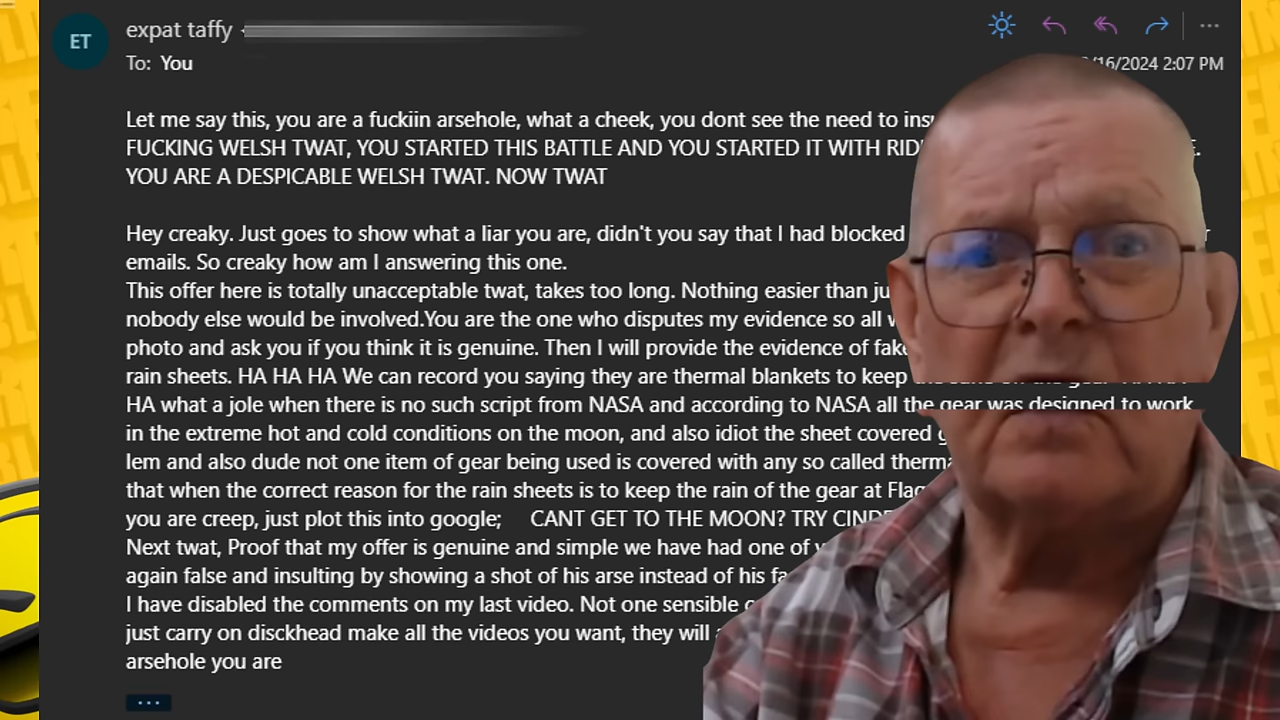 ET
expat taffy
To: You
/16/2024 2:07 PM
Let me say this, you are a fuckiin arsehole, what a cheek, you dont see the need to
FUCKING WELSH TWAT, YOU STARTED THIS BATTLE AND YOU STARTED IT WITH
YOU ARE A DESPICABLE WELSH TWAT. NOW TWAT
Hey creaky. Just goes to show what a liar you are, didn't you say that I had blocked
emails. So creaky how am I answering this one.
This offer here is totally unacceptable twat, takes too long. Nothing easier than
nobody else would be involved.You are the one who disputes my evidence so all
photo and ask you if you think it is genuine. Then I will provide the evidence of
rain sheets. HA HA HA We can record you saying they are thermal blankets to keep
HA what a jole when there is no such script from NASA and according to NASA all the gear was designed to work
in the extreme hot and cold conditions on the moon, and also idiot the sheet covered
lem and also dude not one item of gear being used is covered with any so called
that when the correct reason for the rain sheets is to keep the rain of the gear at
you are creep, just plot this into google; CANT GET TO THE MOON? TRY
Next twat, Proof that my offer is genuine and simple we have had one of
again false and insulting by showing a shot of his arse instead of his
I have disabled the comments on my last video. Not one sensible
just carry on disckhead make all the videos you want, they will
arsehole you are